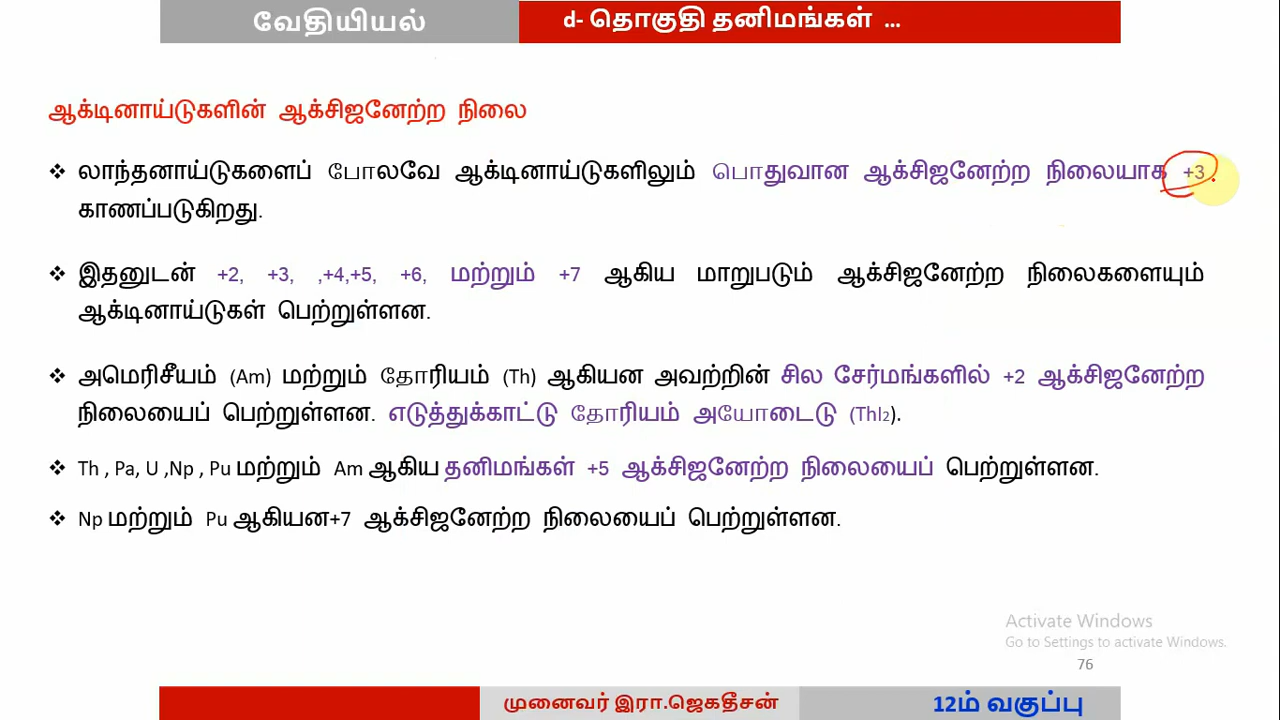 வேதியியல்
d- தொகுதி தனிமங்கள் ...
ஆக்டினாய்டுகளின் ஆக்சிஜனேற்ற நிலை
❖ லாந்தனாய்டுகளைப் போலவே ஆக்டினாய்டுகளிலும் பொதுவான ஆக்சிஜனேற்ற நிலையாக +3
காணப்படுகிறது.
❖ இதனுடன் +2, +3, ,+4,+5, +6, மற்றும் +7 ஆகிய மாறுபடும் ஆக்சிஜனேற்ற நிலைகளையும்
ஆக்டினாய்டுகள் பெற்றுள்ளன.
❖ அமெரிசீயம் (Am) மற்றும் தோரியம் (Th) ஆகியன அவற்றின் சில சேர்மங்களில் +2 ஆக்சிஜனேற்ற
நிலையைப் பெற்றுள்ளன. எடுத்துக்காட்டு தோரியம் அயோடைடு (ThI₂).
❖ Th , Pa, U ,Np , Pu மற்றும் Am ஆகிய தனிமங்கள் +5 ஆக்சிஜனேற்ற நிலையைப் பெற்றுள்ளன.
❖ Np மற்றும் Pu ஆகியன+7 ஆக்சிஜனேற்ற நிலையைப் பெற்றுள்ளன.
Activate Windows
Go to Settings to activate Windows.
76
முனைவர் இரா.ஜெகதீசன்
12ம் வகுப்பு